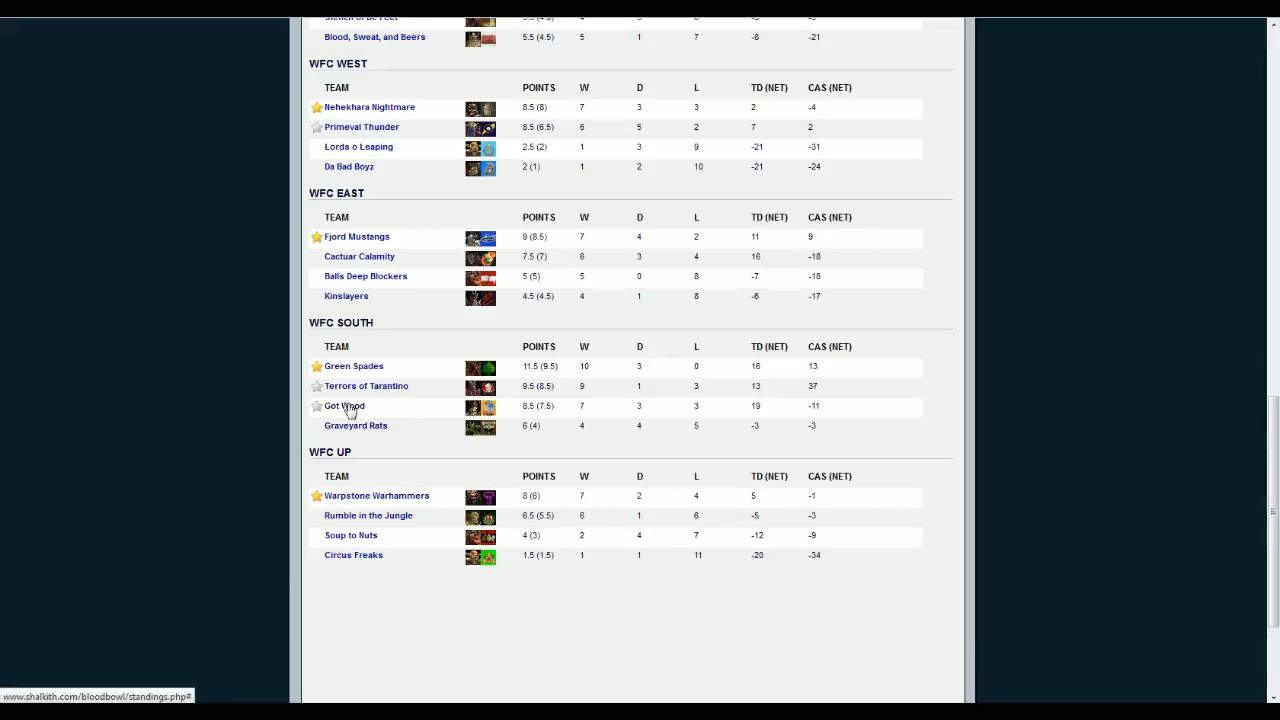 Blood, Sweat, and Beers 5.5 (4.5) 5 1 7 -8 -21
WFC WEST
TEAM POINTS W D L TD (NET) CAS (NET)
Nehekhara Nightmare 8.5 (8) 7 3 3 2 -4
Primeval Thunder 8.5 (6.5) 6 5 2 7 2
Lords o Leaping 2.5 (2) 1 3 9 -21 -31
Da Bad Boyz 2 (1) 1 2 10 -21 -24
WFC EAST
TEAM POINTS W D L TD (NET) CAS (NET)
Fjord Mustangs 9 (8.5) 7 4 2 11 9
Cactuar Calamity 7.5 (7) 6 3 4 16 -18
Balls Deep Blockers 5 (5) 5 0 8 -7 -18
Kinslayers 4.5 (4.5) 4 1 8 -6 -17
WFC SOUTH
TEAM POINTS W D L TD (NET) CAS (NET)
Green Spades 11.5 (9.5) 10 3 0 16 13
Terrors of Tarantino 9.5 (8.5) 9 1 3 13 37
Got Wood 8.5 (7.5) 7 3 3 19 -11
Graveyard Rats 6 (4) 4 4 5 -3 -3
WFC UP
TEAM POINTS W D L TD (NET) CAS (NET)
Warpstone Warhammers 8 (6) 7 2 4 5 -1
Rumble in the Jungle 6.5 (5.5) 6 1 6 -5 -3
Soup to Nuts 4 (3) 2 4 7 -12 -9
Circus Freaks 1.5 (1.5) 1 1 11 -20 -34
www.shalkith.com/bloodbowl/standings.php#